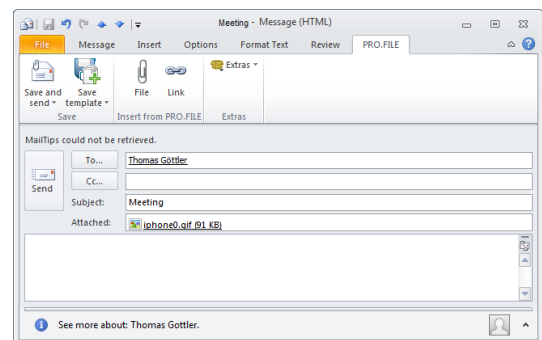 Meeting - Message (HTML)
File Message Insert Options Format Text Review PRO.FILE
Save and send Save template File Link Extras
Save Insert from PRO.FILE Extras
MailTips could not be retrieved.
Send
To... Thomas Göttler
Cc...
Subject: Meeting
Attached: iphone0.gif (91 KB)
See more about: Thomas Gottler.